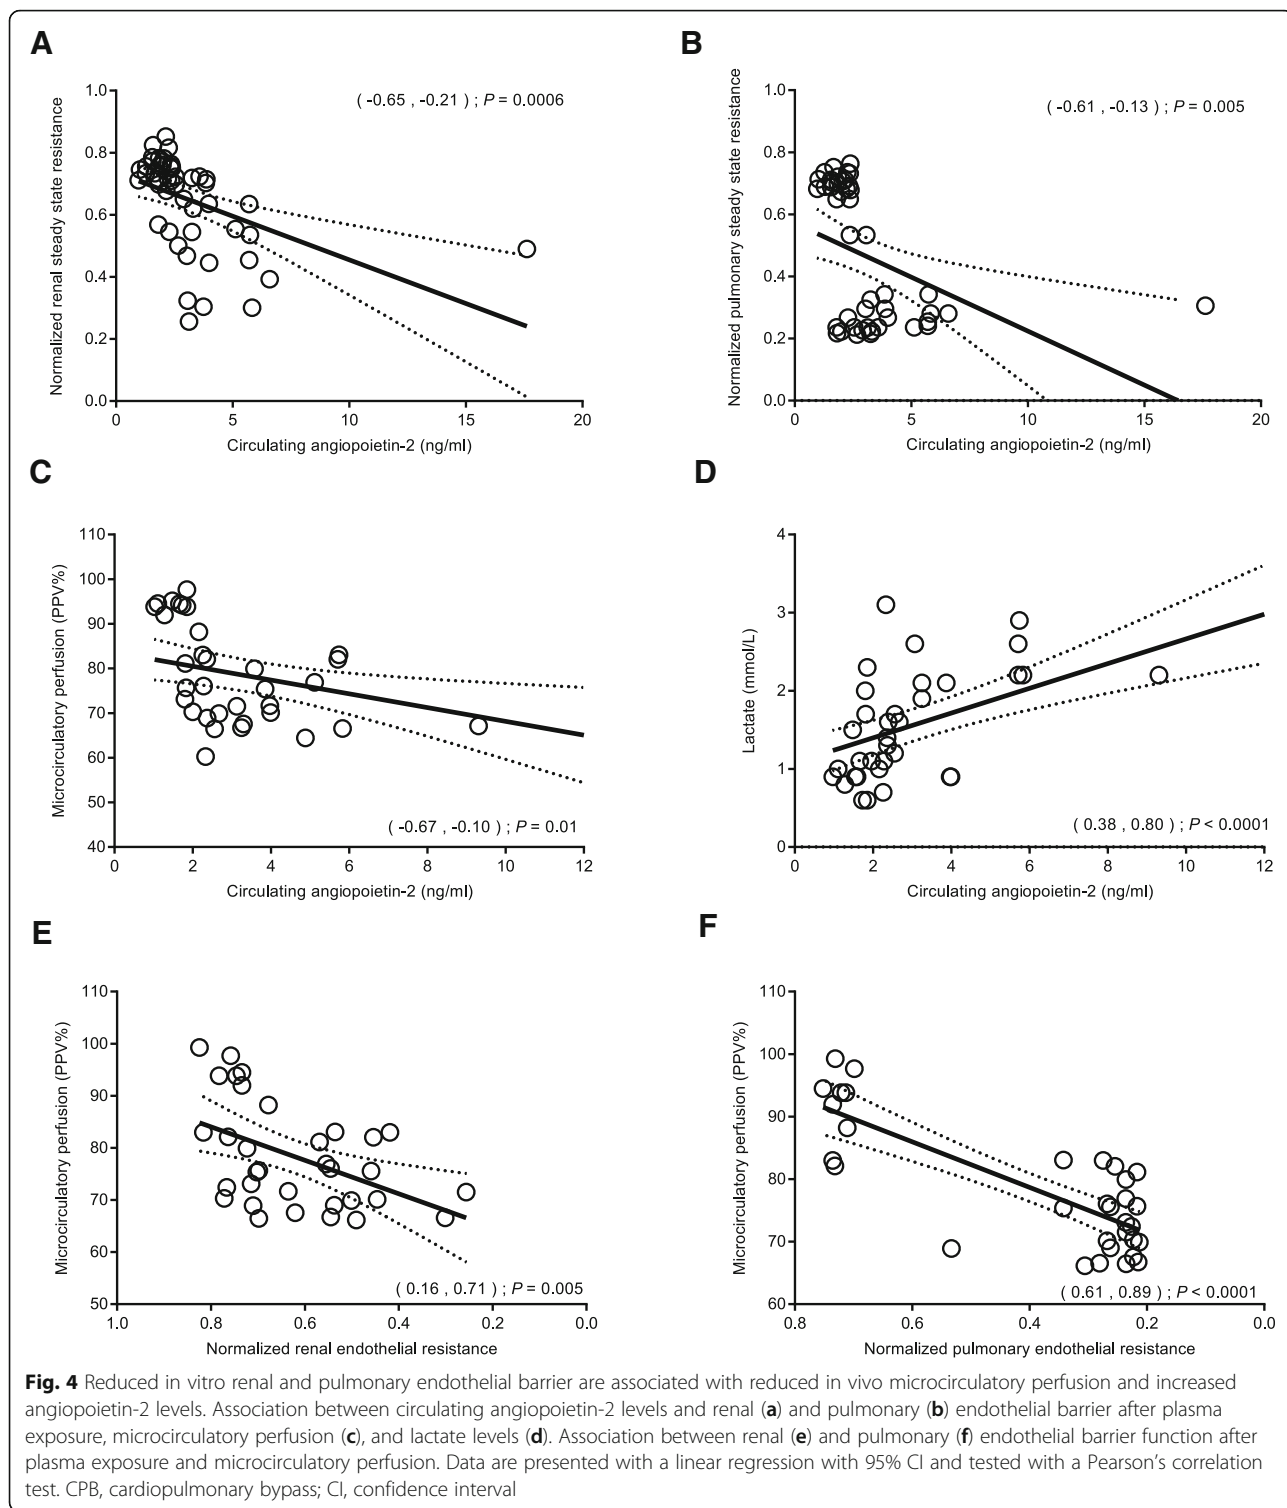 A
Normalized renal steady state resistance
( -0.65 , -0.21 ) ; P = 0.0006
1.0
0.8
0.6
0.4
0.2
0.0
0 5 10 15 20
Circulating angiopoietin-2 (ng/ml)
B
Normalized pulmonary steady state resistance
( -0.61 , -0.13 ) ; P = 0.005
1.0
0.8
0.6
0.4
0.2
0.0
0 5 10 15 20
Circulating angiopoietin-2 (ng/ml)
C
Microcirculatory perfusion (PPV%)
110
100
90
80
70
60
50
40
( -0.67 , -0.10 ) ; P = 0.01
0 2 4 6 8 10 12
Circulating angiopoietin-2 (ng/ml)
D
Lactate (mmol/L)
4
3
2
1
0
( 0.38 , 0.80 ) ; P < 0.0001
0 2 4 6 8 10 12
Circulating angiopoietin-2 (ng/ml)
E
Microcirculatory perfusion (PPV%)
110
100
90
80
70
60
50
( 0.16 , 0.71 ) ; P = 0.005
1.0 0.8 0.6 0.4 0.2 0.0
Normalized renal endothelial resistance
F
Microcirculatory perfusion (PPV%)
110
100
90
80
70
60
( 0.61 , 0.89 ) ; P < 0.0001
0.8 0.6 0.4 0.2 0.0
Normalized pulmonary endothelial resistance
Fig. 4 Reduced in vitro renal and pulmonary endothelial barrier are associated with reduced in vivo microcirculatory perfusion and increased
angiopoietin-2 levels. Association between circulating angiopoietin-2 levels and renal (a) and pulmonary (b) endothelial barrier after plasma
exposure, microcirculatory perfusion (c), and lactate levels (d). Association between renal (e) and pulmonary (f) endothelial barrier function after
plasma exposure and microcirculatory perfusion. Data are presented with a linear regression with 95% CI and tested with a Pearson's correlation
test. CPB, cardiopulmonary bypass; CI, confidence interval